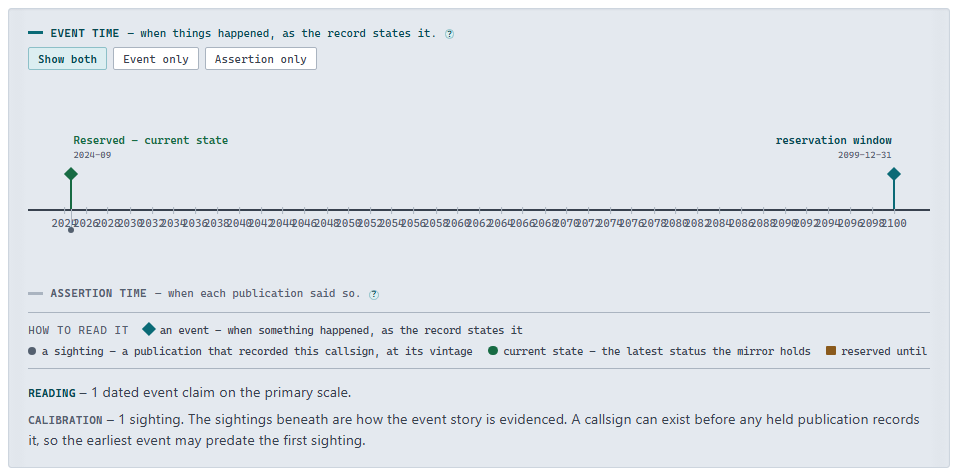 EVENT TIME — when things happened, as the record states it. ?
Show both Event only Assertion only
Reserved — current state reservation window
2024-09 2099-12-31
2024 2026 2028 2030 2032 2034 2036 2038 2040 2042 2044 2046 2048 2050 2052 2054 2056 2058 2060 2062 2064 2066 2068 2070 2072 2074 2076 2078 2080 2082 2084 2086 2088 2090 2092 2094 2096 2098 2100
ASSERTION TIME — when each publication said so. ?
HOW TO READ IT an event — when something happened, as the record states it
a sighting — a publication that recorded this callsign, at its vintage current state — the latest status the mirror holds reserved until
READING — 1 dated event claim on the primary scale.
CALIBRATION — 1 sighting. The sightings beneath are how the event story is evidenced. A callsign can exist before any held publication records
it, so the earliest event may predate the first sighting.